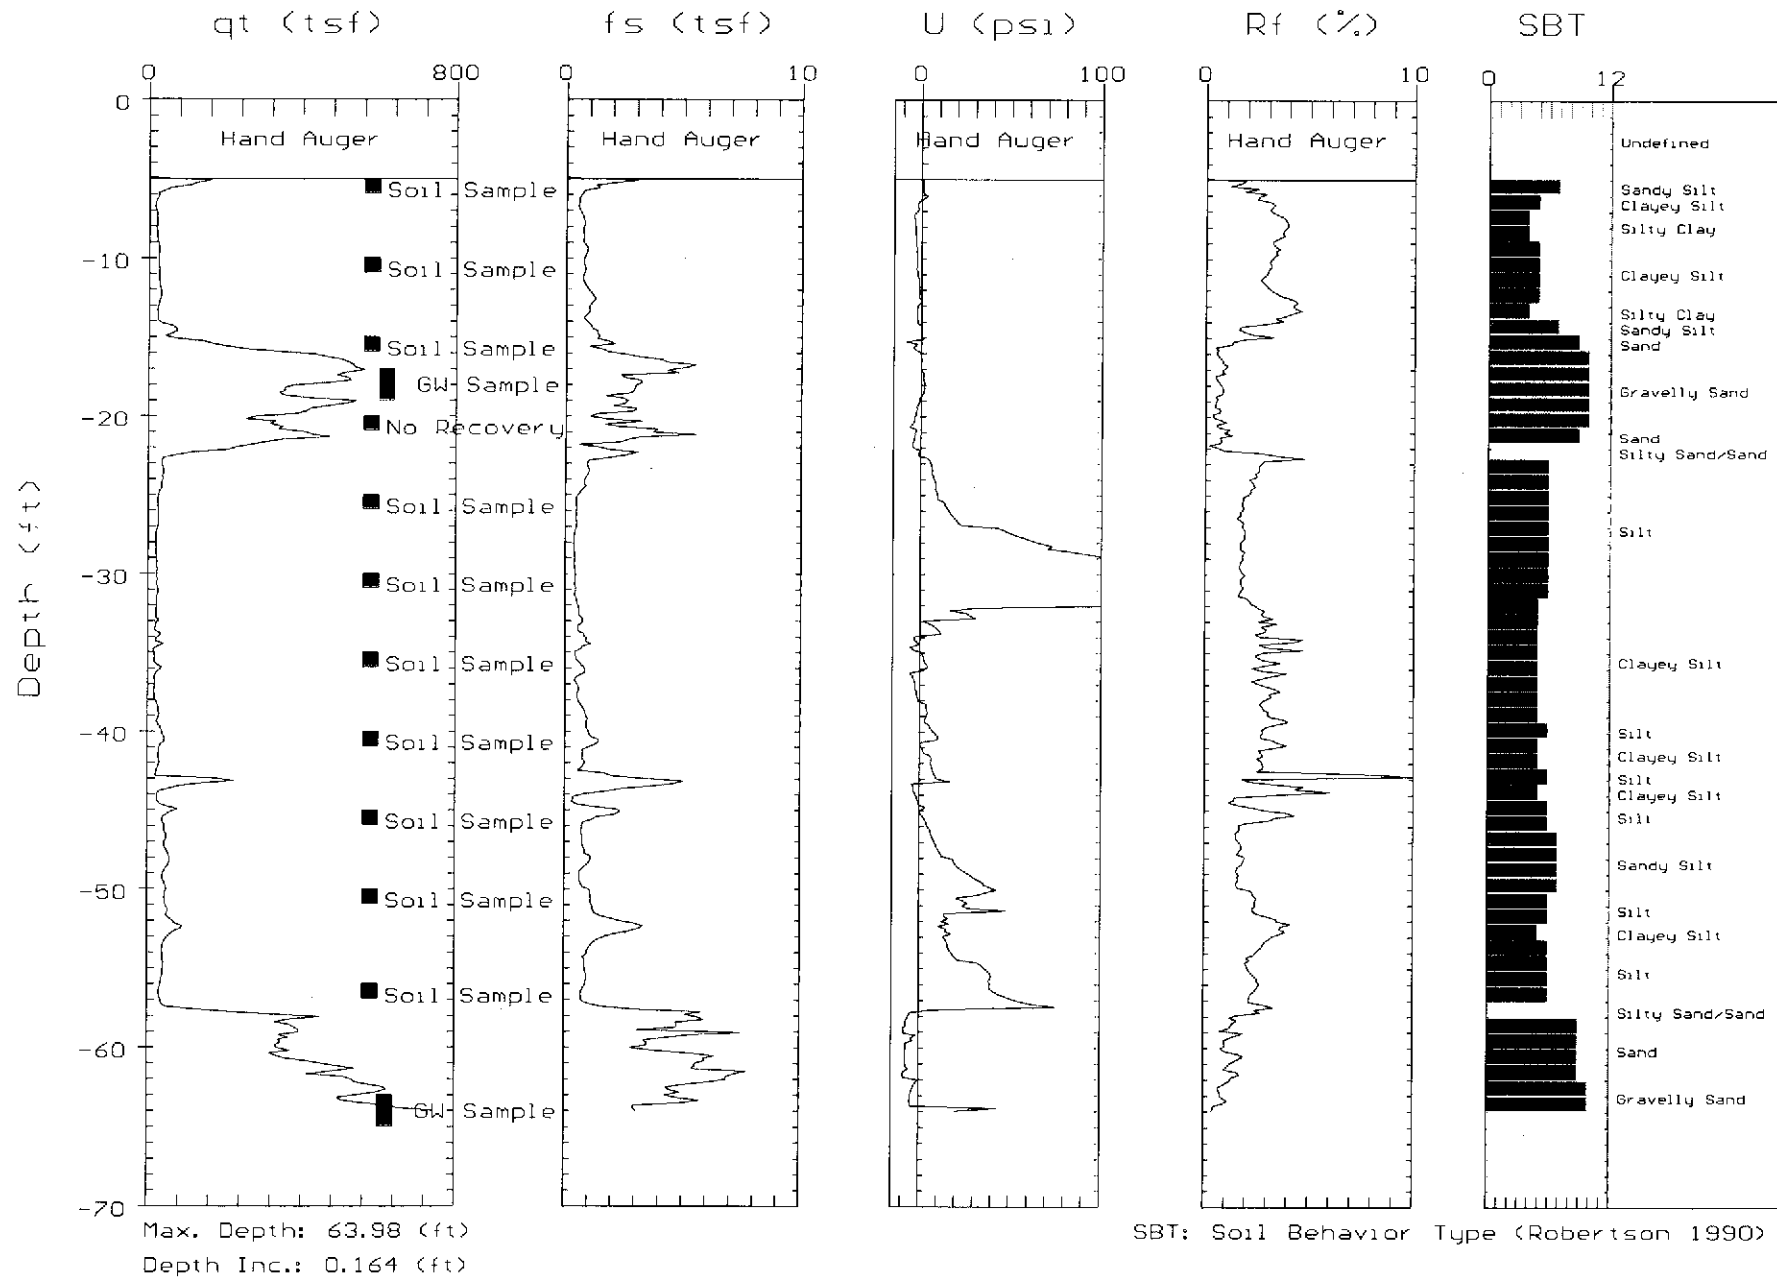 qt (tsf) fs (tsf) U (psi) Rf (%) SBT
0 800 0 10 0 100 0 10 0 12
0
Hand Auger Hand Auger Hand Auger Hand Auger
Undefined
Soil Sample
Sandy Silt
Clayey Silt
Silty Clay
-10
Soil Sample
Clayey Silt
Silty Clay
Sandy Silt
Soil Sample
Sand
GW Sample
Gravelly Sand
-20
No Recovery
Sand
Silty Sand/Sand
Soil Sample
Silt
Depth (ft)
-30
Soil Sample
Soil Sample
Clayey Silt
-40
Soil Sample
Silt
Clayey Silt
Silt
Clayey Silt
Soil Sample
Silt
Sandy Silt
-50
Soil Sample
Silt
Clayey Silt
Silt
Soil Sample
Silty Sand/Sand
-60
Sand
GW Sample
Gravelly Sand
-70
Max. Depth: 63.98 (ft)
SBT: Soil Behavior Type (Robertson 1990)
Depth Inc.: 0.164 (ft)